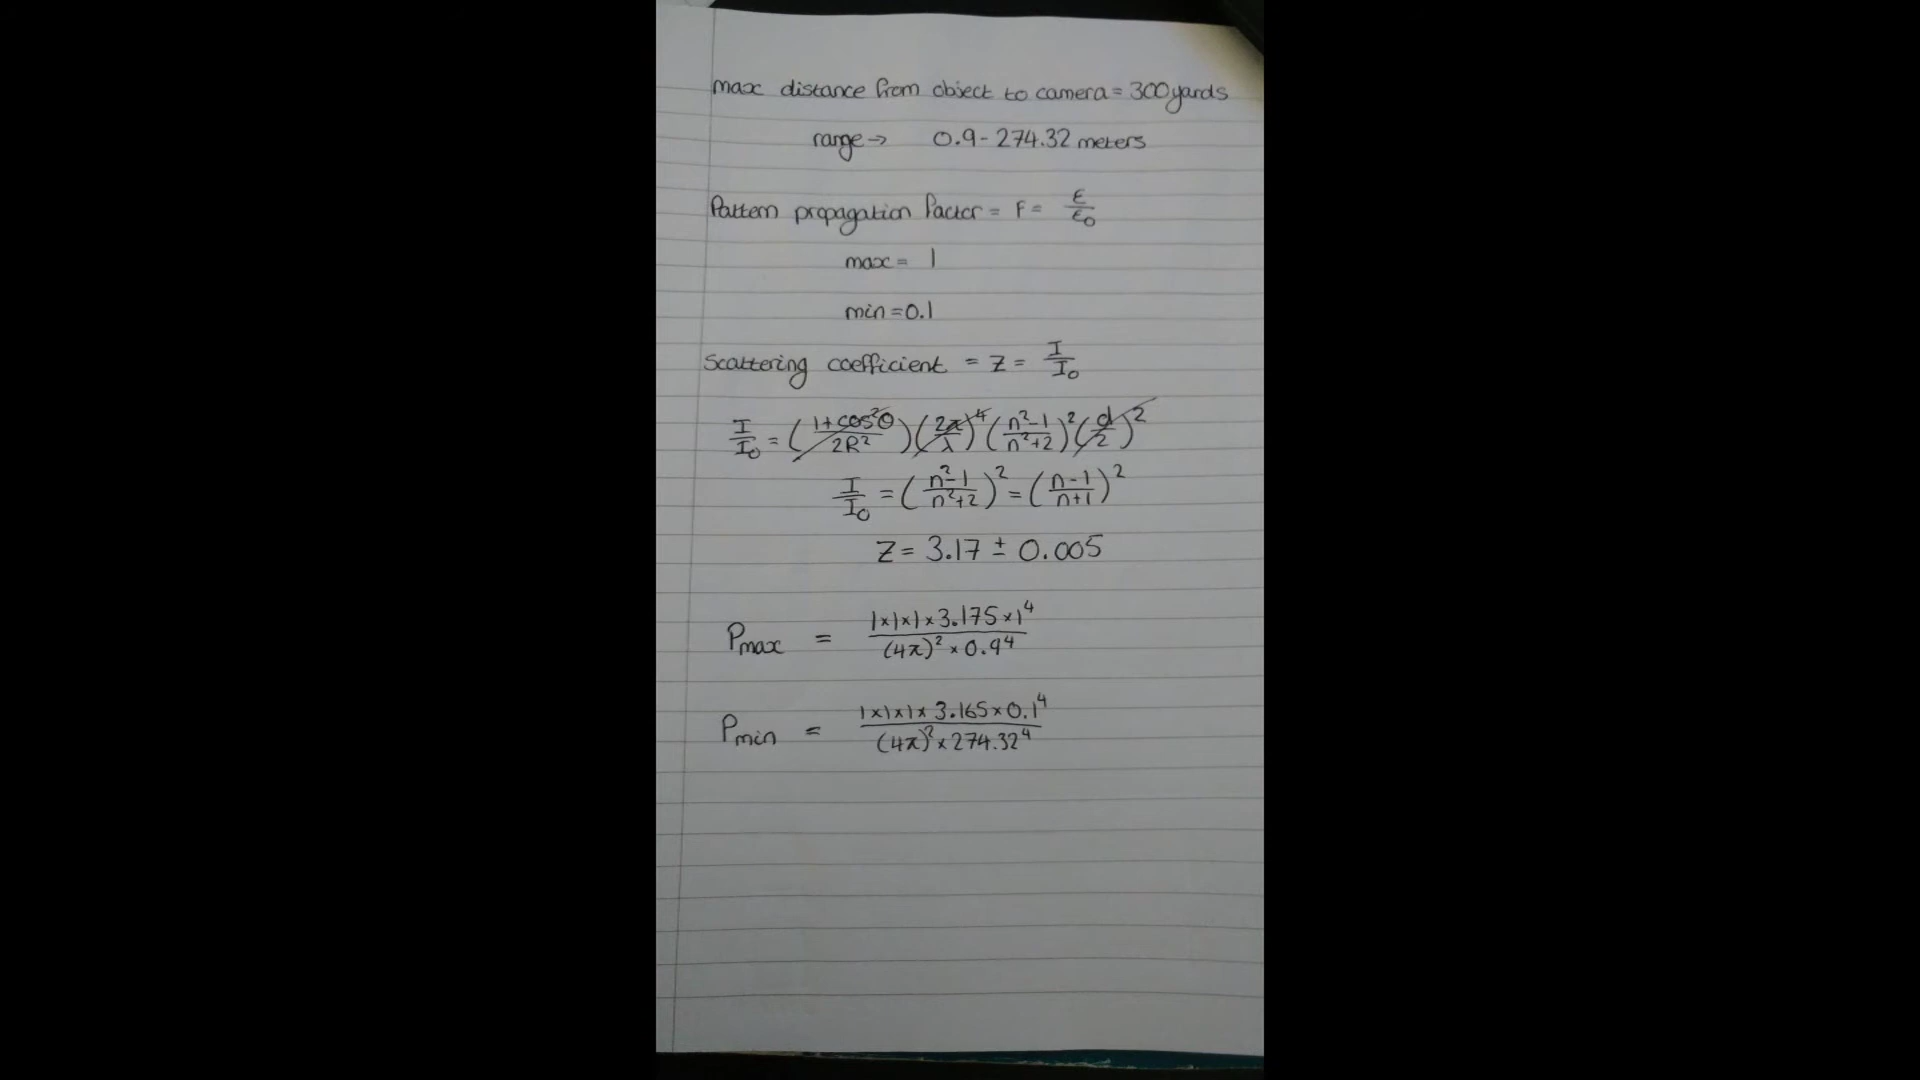 max distance from object to camera = 300yards
range → 0.9 - 274.32 meters
Pattern propagation factor = F = ε/ε₀
max = 1
min = 0.1
Scattering coefficient = Z = I/I₀
I/I₀ = ((1+cos²θ)/2R²)(2π/λ)⁴((n²-1)/(n²+2))²(d/2)²
I/I₀ = ((n²-1)/(n²+2))² = ((n-1)/(n+1))²
Z = 3.17 ± 0.005
Pmax = (1×1×1×3.175×1⁴)/((4π)²×0.9⁴)
Pmin = (1×1×1×3.165×0.1⁴)/((4π)²×274.32⁴)